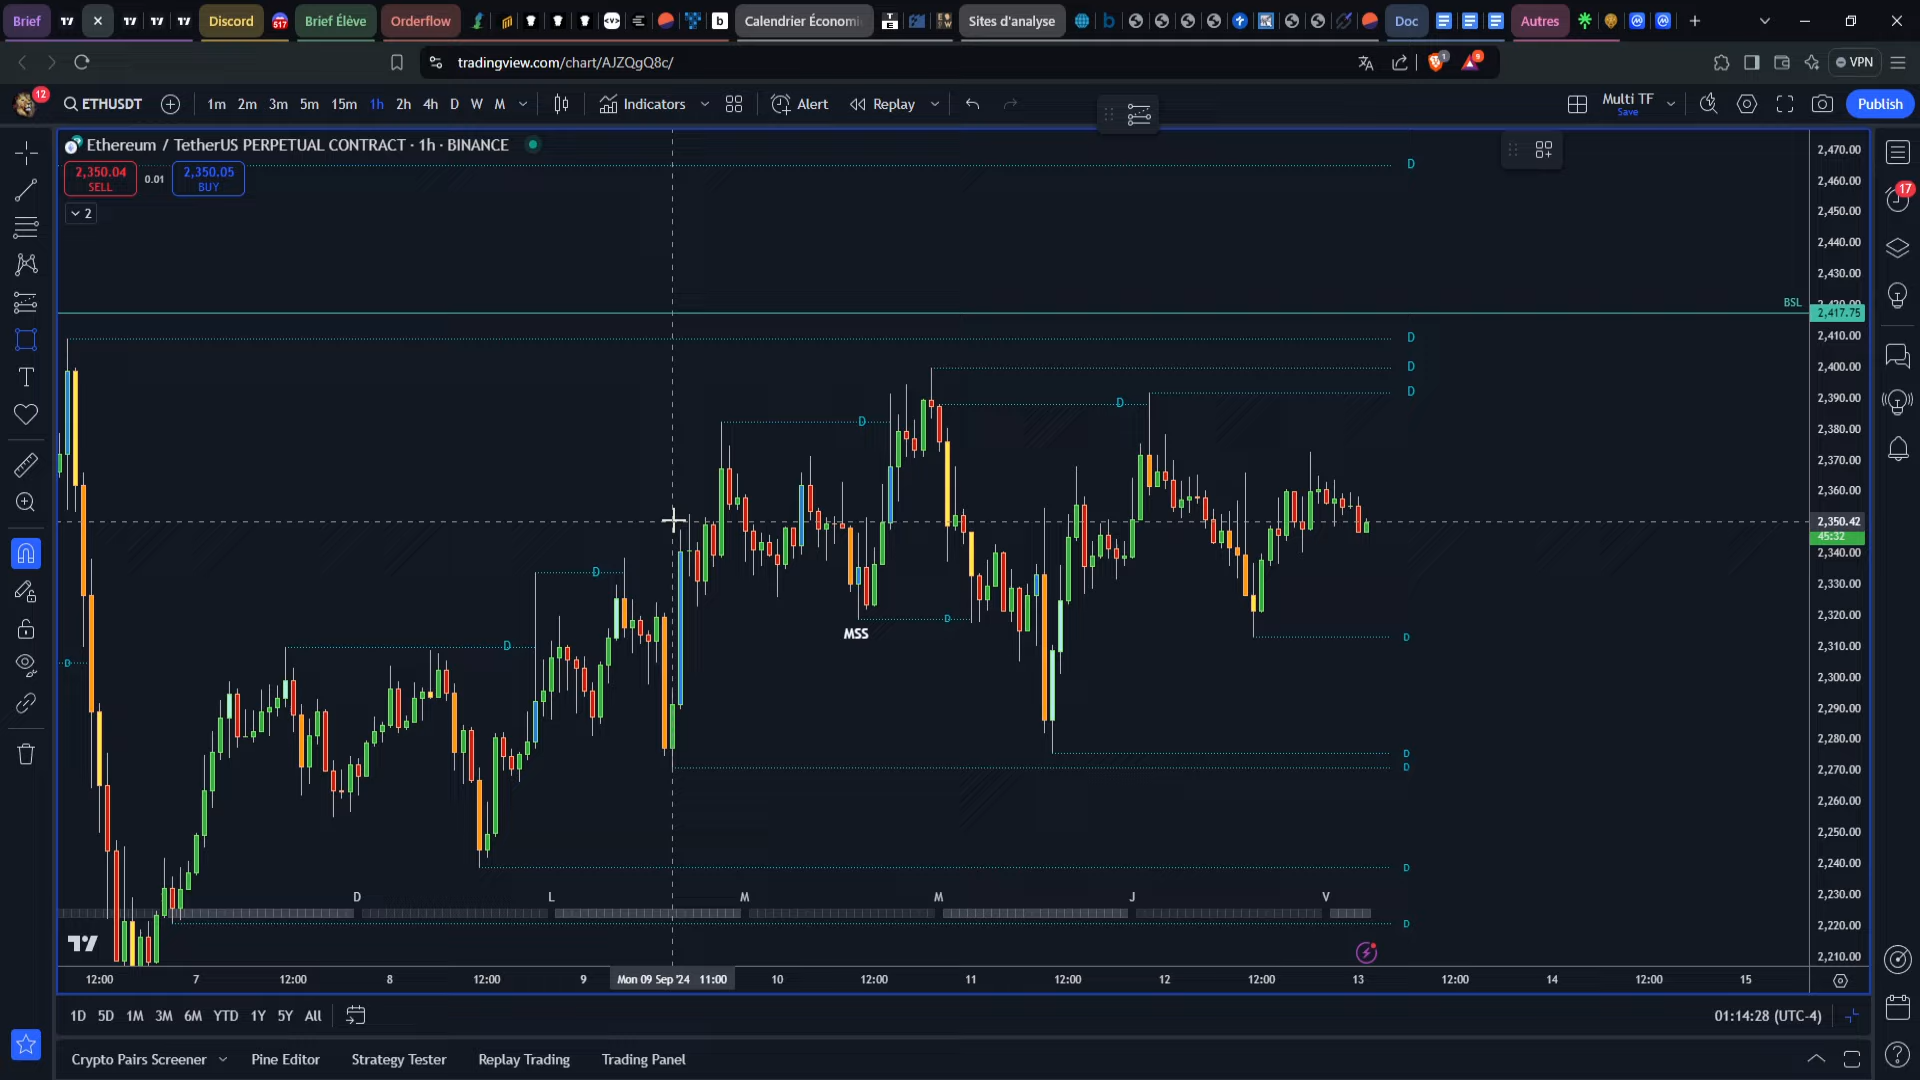 Brief
Discord
617
Brief Élève
Orderflow
b
Calendrier Économi
Sites d'analyse
Doc
Autres
tradingview.com/chart/AJZQgQ8c/
1
9
VPN
12
ETHUSDT
1m 2m 3m 5m 15m 1h 2h 4h D W M
Indicators
Alert
Replay
Multi TF
Save
Publish
Ethereum / TetherUS PERPETUAL CONTRACT · 1h · BINANCE
2,350.04
SELL
0.01
2,350.05
BUY
2
17
2,470.00
D
2,460.00
2,450.00
2,440.00
2,430.00
BSL
2,417.75
2,410.00
D
2,400.00
D
2,390.00
D
D
2,380.00
D
2,370.00
2,360.00
2,350.42
45:32
2,340.00
D
2,330.00
2,320.00
D
MSS
D
2,310.00
D
D
2,300.00
2,290.00
2,280.00
D
2,270.00
D
2,260.00
2,250.00
2,240.00
D
2,230.00
D L M M J V
2,220.00
D
2,210.00
12:00 7 12:00 8 12:00 9 Mon 09 Sep '24 11:00 10 12:00 11 12:00 12 12:00 13 12:00 14 12:00 15
1D 5D 1M 3M 6M YTD 1Y 5Y All
01:14:28 (UTC-4)
Crypto Pairs Screener
Pine Editor
Strategy Tester
Replay Trading
Trading Panel